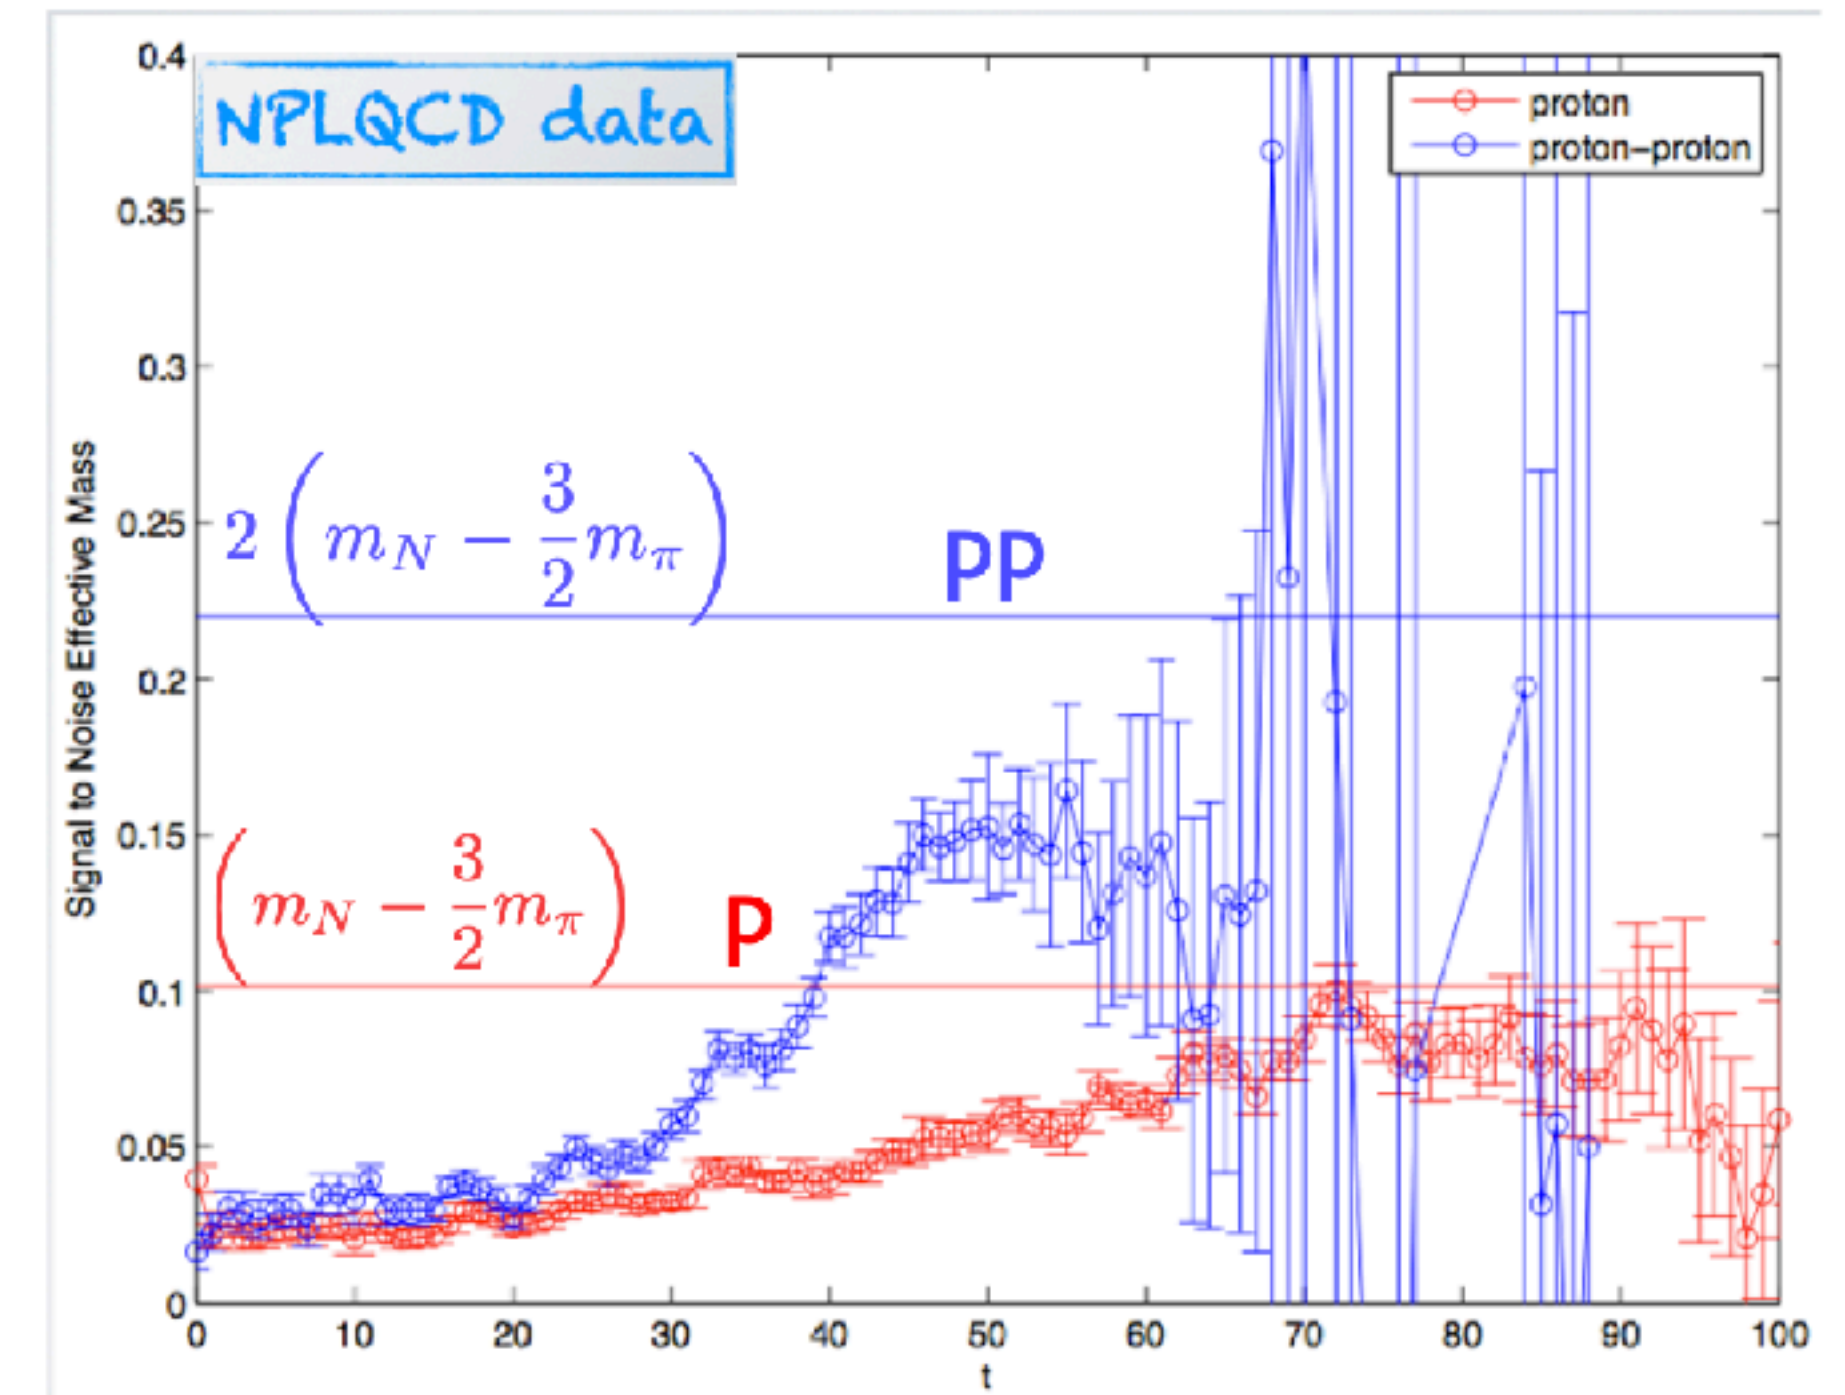 0.4
NPLQCD data
proton
proton-proton
0.35
0.3
0.25
2 ( m_N − 3/2 m_π )
pp
0.2
Signal to Noise Effective Mass
0.15
( m_N − 3/2 m_π )
p
0.1
0.05
0
0 10 20 30 40 50 60 70 80 90 100
t